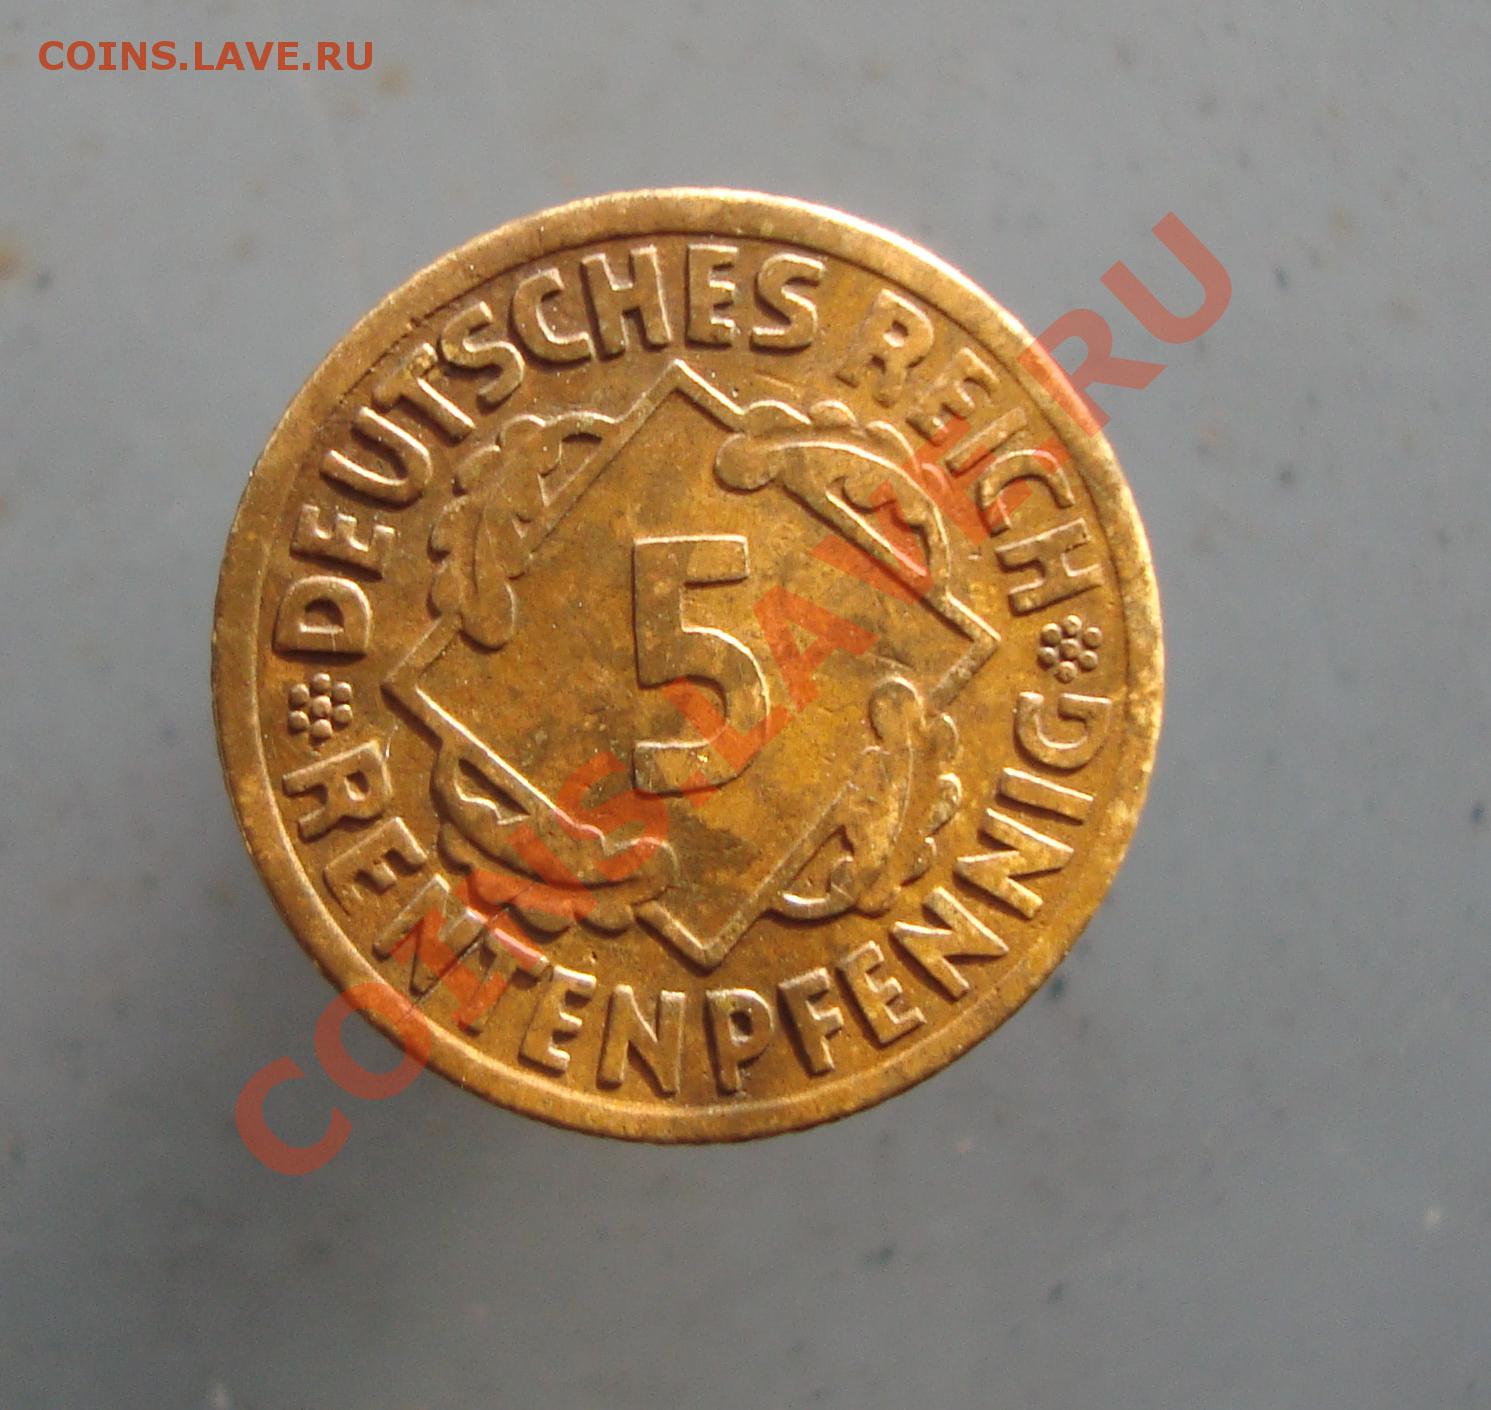 COINS.LAVE.RU
DEUTSCHES REICH
5
RENTENPFENNIG
COINS.LAVE.RU